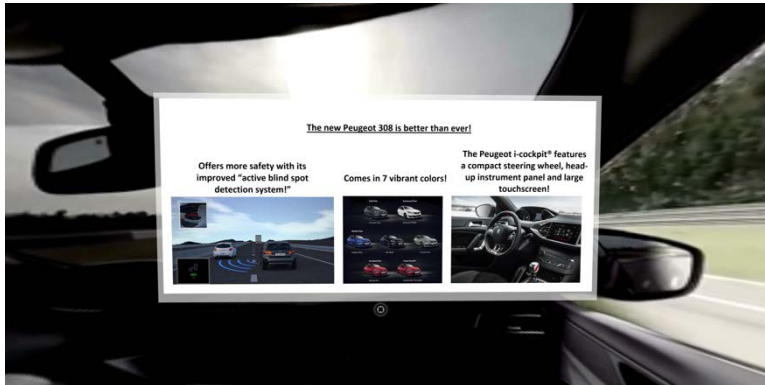 The new Peugeot 308 is better than ever!
Offers more safety with its
improved “active blind spot
detection system!”
Comes in 7 vibrant colors!
The Peugeot i-cockpit® features
a compact steering wheel, head-
up instrument panel and large
touchscreen!